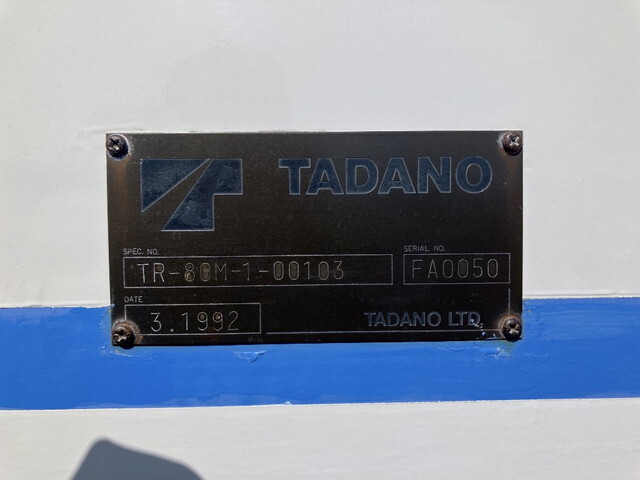 TADANO
SPEC. NO.
TR-80M-1-00103
SERIAL NO.
FA0050
DATE
3.1992
TADANO LTD.